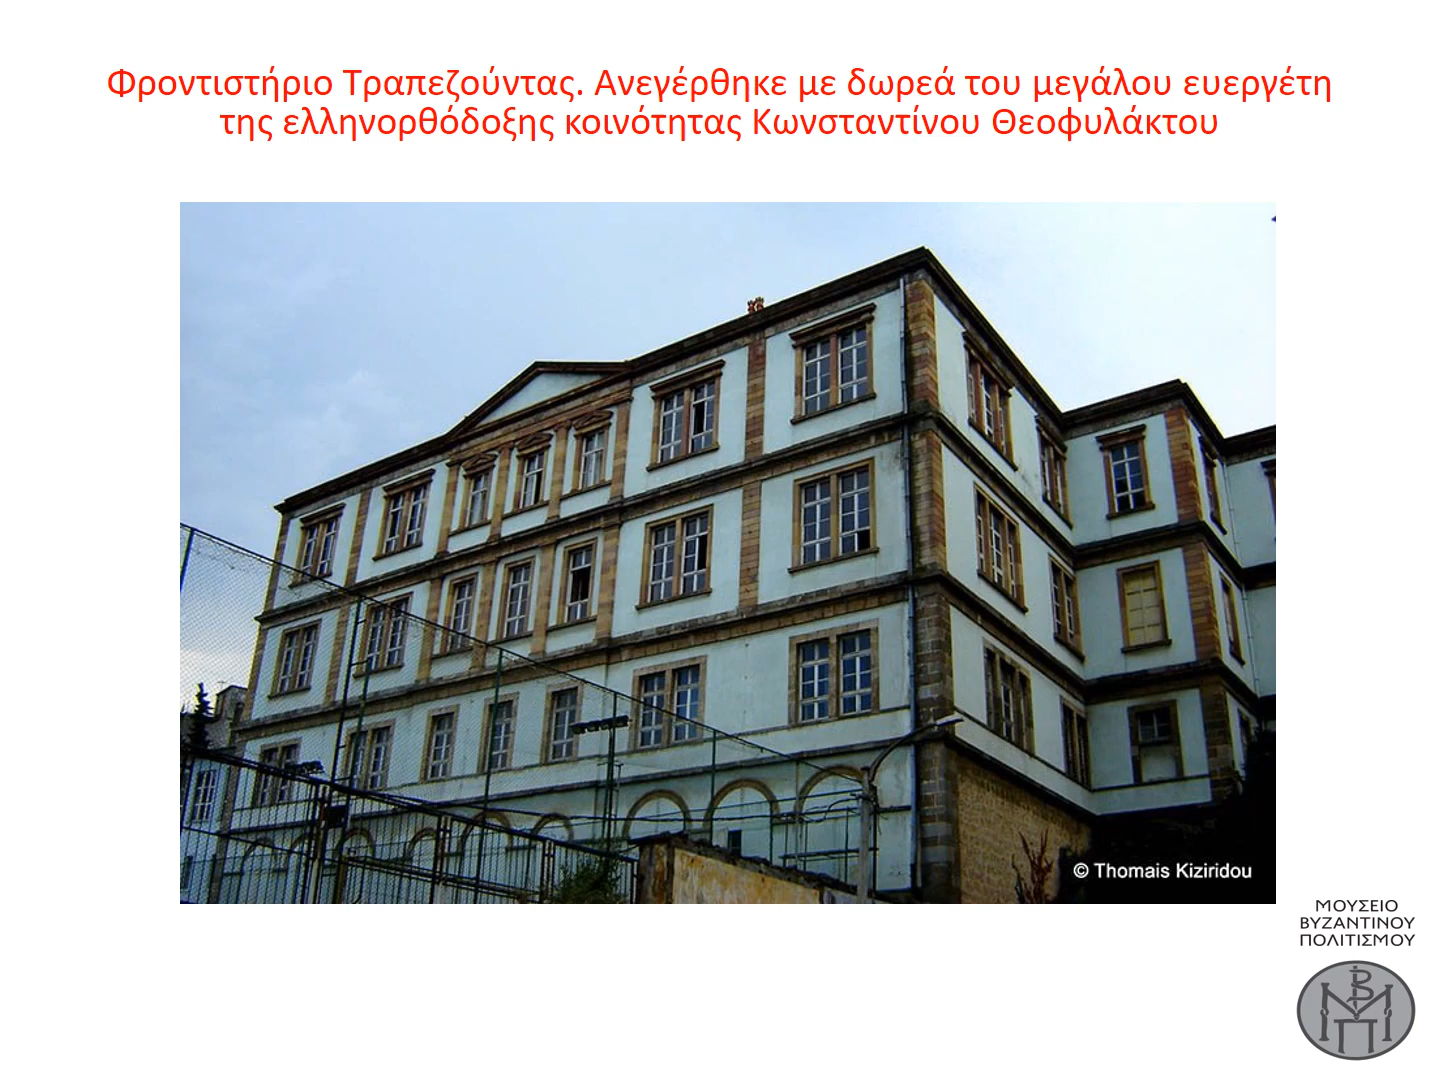 Φροντιστήριο Τραπεζούντας. Ανεγέρθηκε με δωρεά του μεγάλου ευεργέτη
της ελληνορθόδοξης κοινότητας Κωνσταντίνου Θεοφυλάκτου
© Thomais Kiziridou
ΜΟΥΣΕΙΟ
ΒΥΖΑΝΤΙΝΟΥ
ΠΟΛΙΤΙΣΜΟΥ